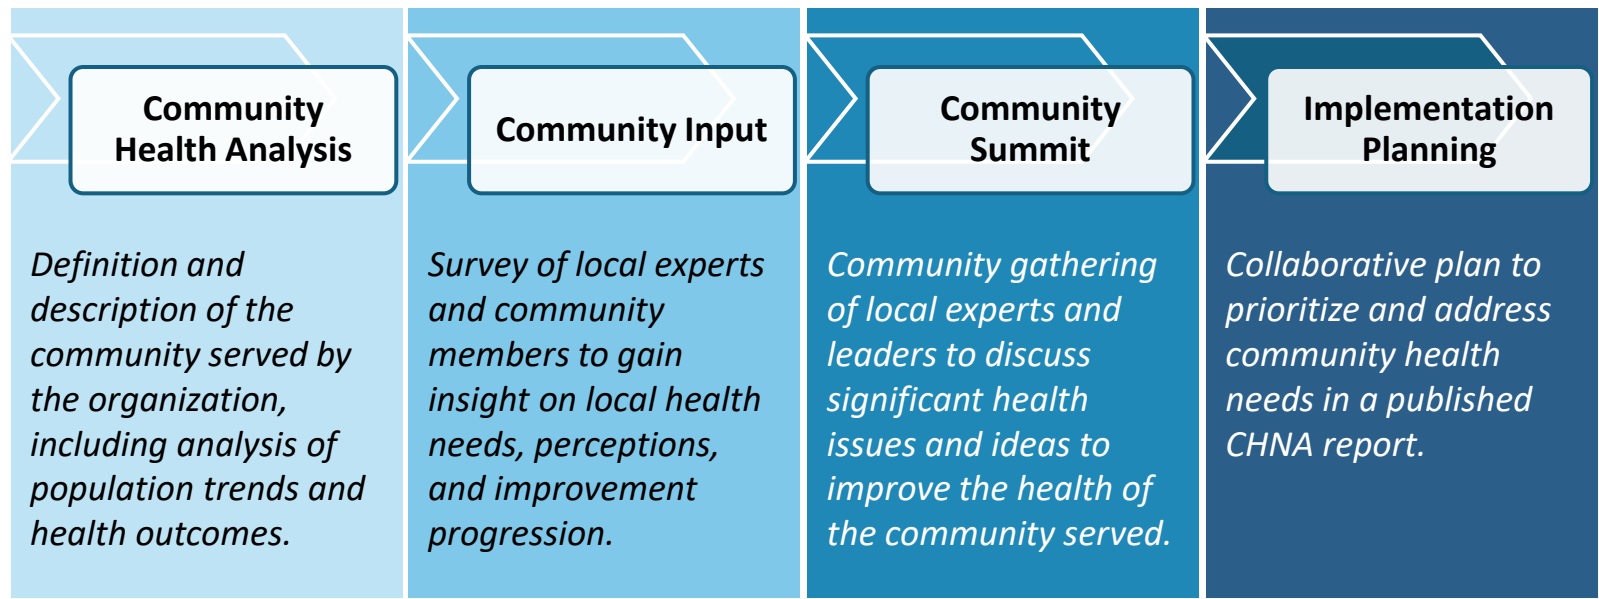 Community
Health Analysis
Definition and
description of the
community served by
the organization,
including analysis of
population trends and
health outcomes.
Community Input
Survey of local experts
and community
members to gain
insight on local health
needs, perceptions,
and improvement
progression.
Community
Summit
Community gathering
of local experts and
leaders to discuss
significant health
issues and ideas to
improve the health of
the community served.
Implementation
Planning
Collaborative plan to
prioritize and address
community health
needs in a published
CHNA report.